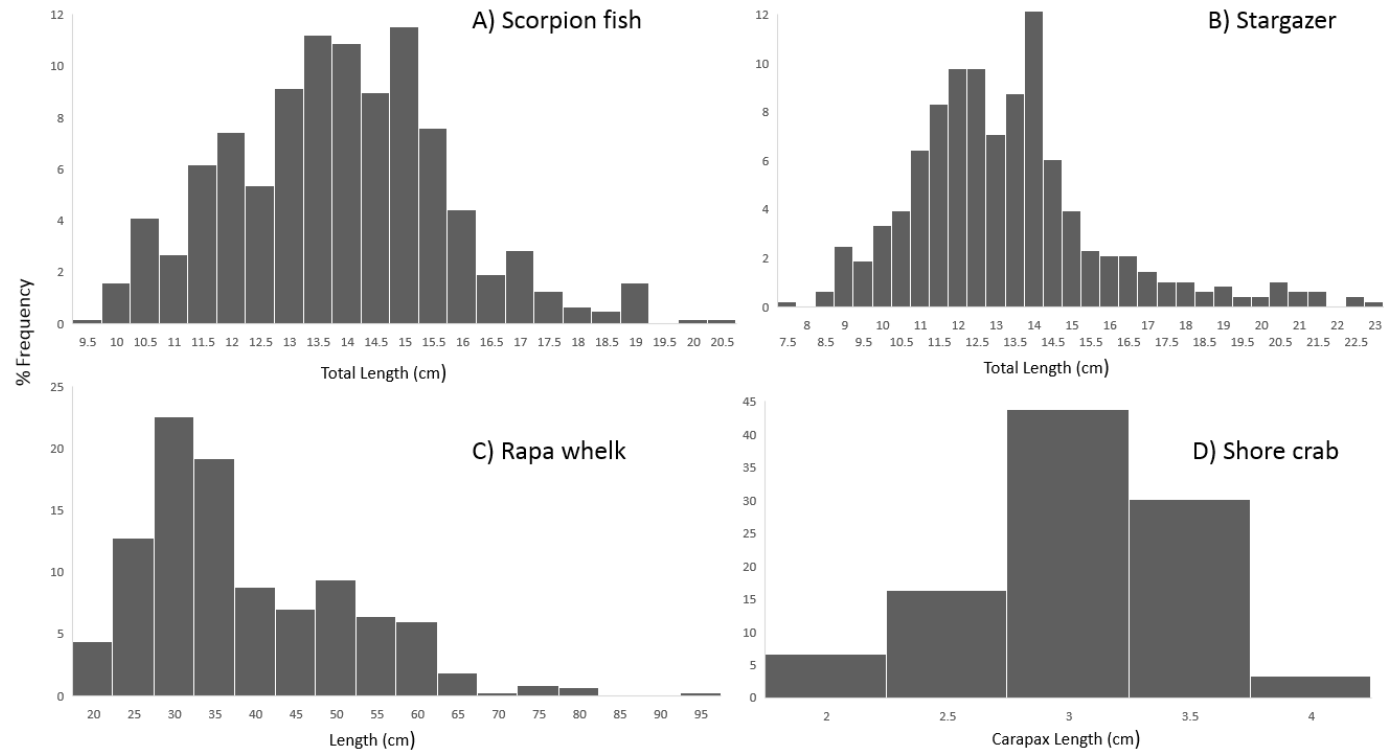 A) Scorpion fish
12
10
8
6
4
2
0
9.5 10 10.5 11 11.5 12 12.5 13 13.5 14 14.5 15 15.5 16 16.5 17 17.5 18 18.5 19 19.5 20 20.5
Total Length (cm)
B) Stargazer
12
10
8
6
4
2
0
8 9 10 11 12 13 14 15 16 17 18 19 20 21 22 23
7.5 8.5 9.5 10.5 11.5 12.5 13.5 14.5 15.5 16.5 17.5 18.5 19.5 20.5 21.5 22.5
Total Length (cm)
% Frequency
C) Rapa whelk
25
20
15
10
5
0
20 25 30 35 40 45 50 55 60 65 70 75 80 85 90 95
Length (cm)
D) Shore crab
45
40
35
30
25
20
15
10
5
0
2 2.5 3 3.5 4
Carapax Length (cm)